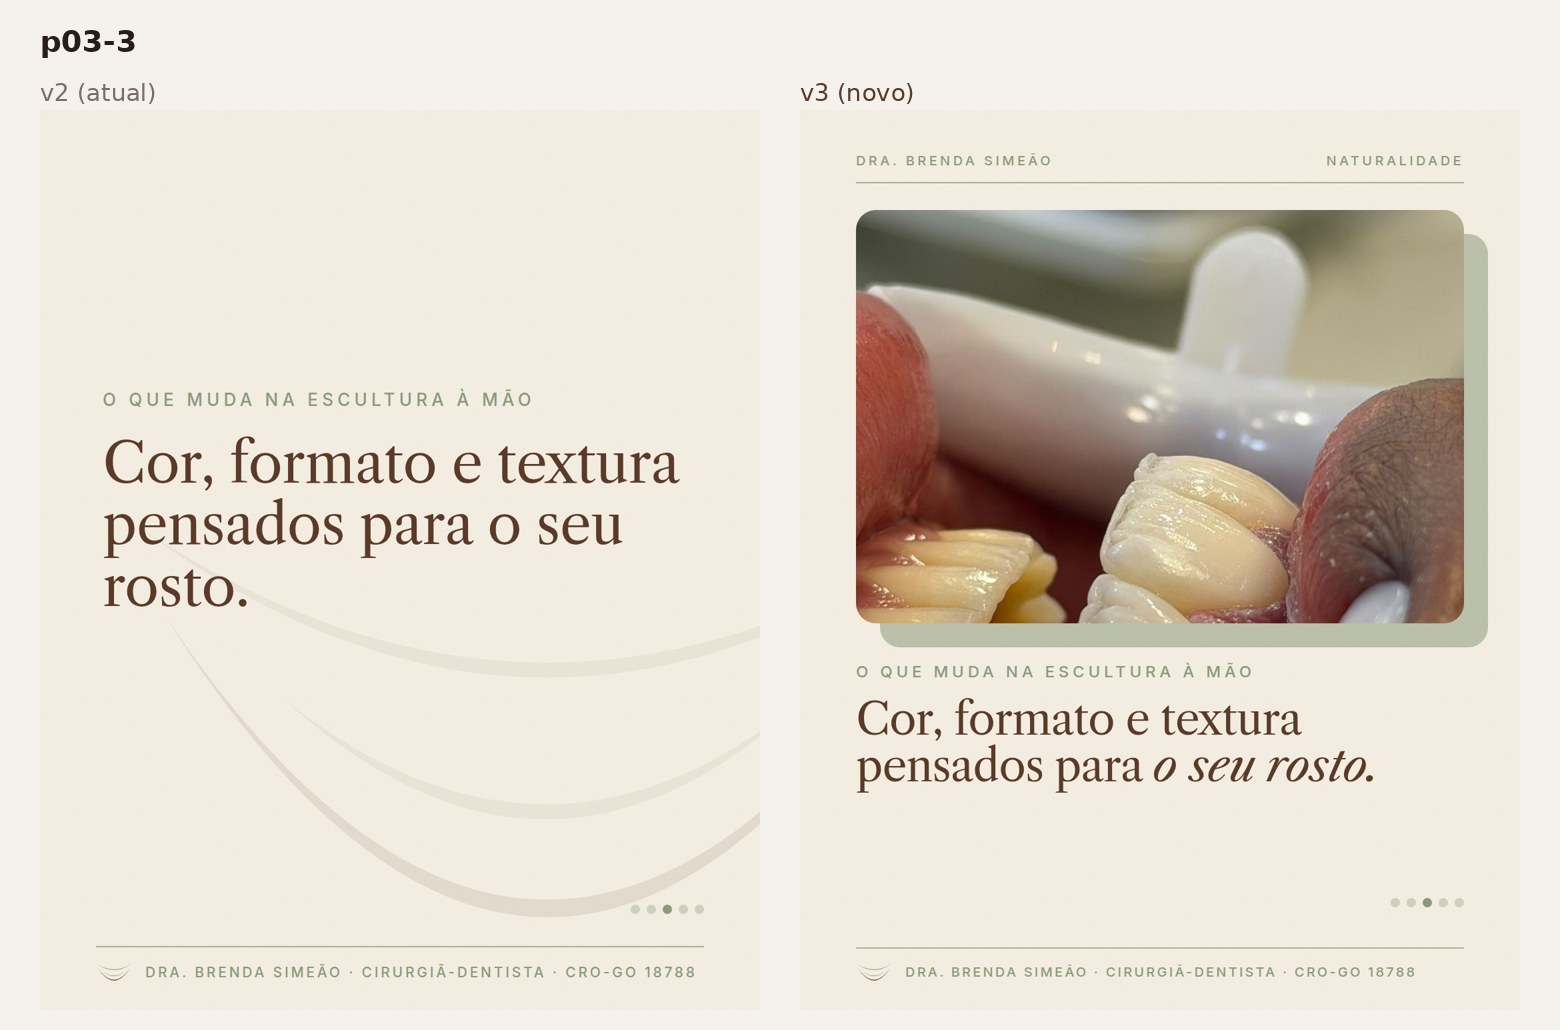 p03-3
v2 (atual)
O QUE MUDA NA ESCULTURA À MÃO
Cor, formato e textura
pensados para o seu
rosto.
DRA. BRENDA SIMEÃO · CIRURGIÃ-DENTISTA · CRO-GO 18788
v3 (novo)
DRA. BRENDA SIMEÃO
NATURALIDADE
O QUE MUDA NA ESCULTURA À MÃO
Cor, formato e textura
pensados para o seu rosto.
DRA. BRENDA SIMEÃO · CIRURGIÃ-DENTISTA · CRO-GO 18788